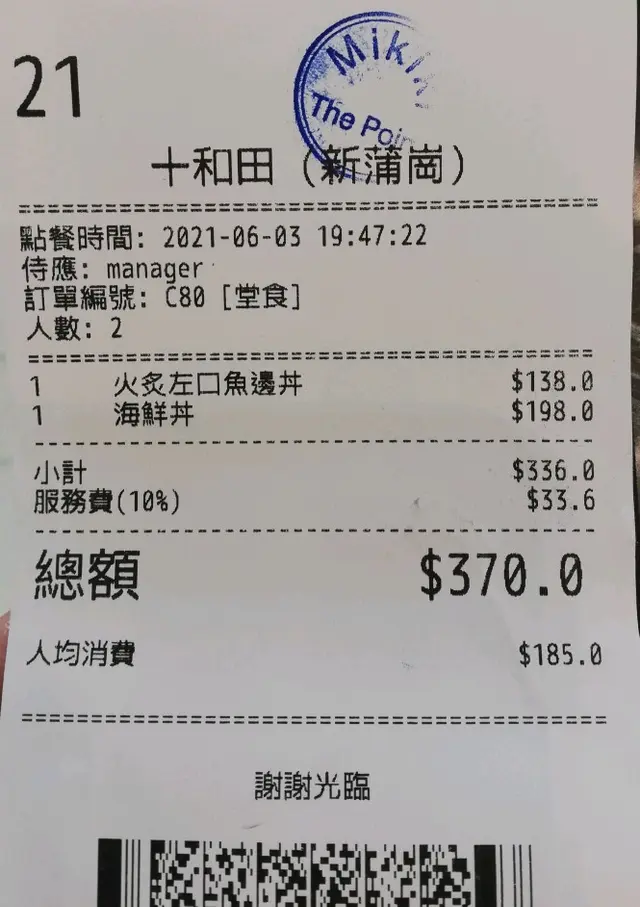 21
The
十和田（新蒲崗）
點餐時間: 2021-06-03 19:47:22
侍應: manager
訂單編號: C80 [堂食]
人數: 2
1 火炙左口魚邊丼 $138.0
1 海鮮丼 $198.0
小計 $336.0
服務費(10%) $33.6
總額 $370.0
人均消費 $185.0
謝謝光臨